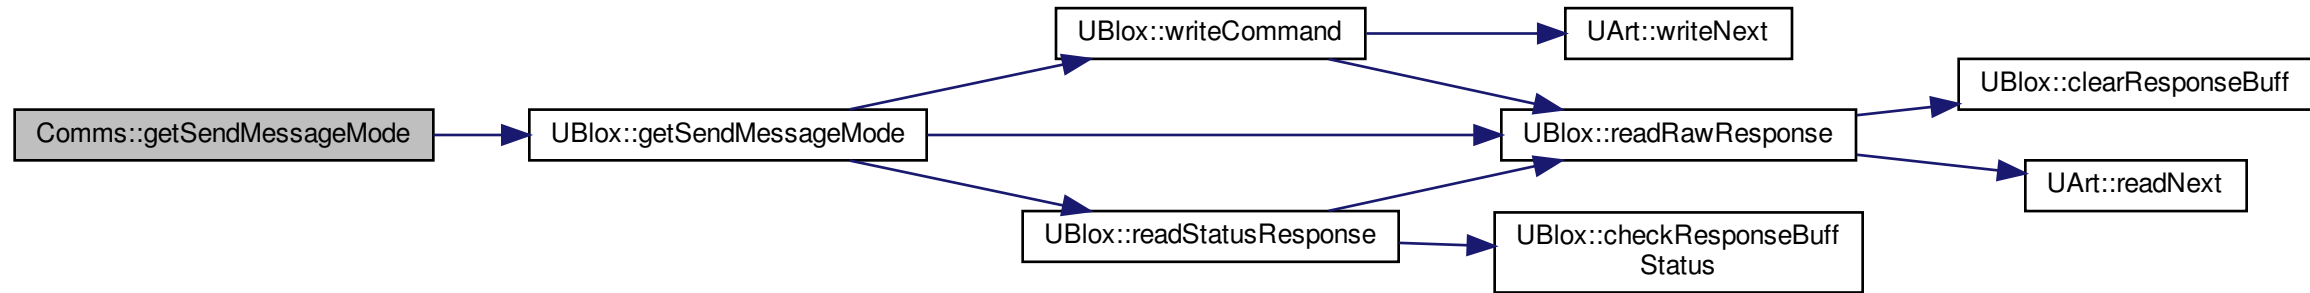 Comms::getSendMessageMode
UBlox::getSendMessageMode
UBlox::writeCommand
UBlox::readStatusResponse
UArt::writeNext
UBlox::readRawResponse
UBlox::checkResponseBuff
Status
UBlox::clearResponseBuff
UArt::readNext